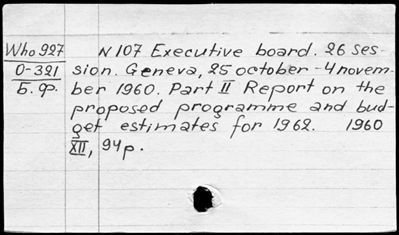 Who 927 N 107 Executive board. 26 ses-
0-321 sion. Geneva, 25 october - 4 novem-
Б.ф. ber 1960. Part II Report on the
proposed programme and bud-
get estimates for 1962. 1960
XII, 94p.